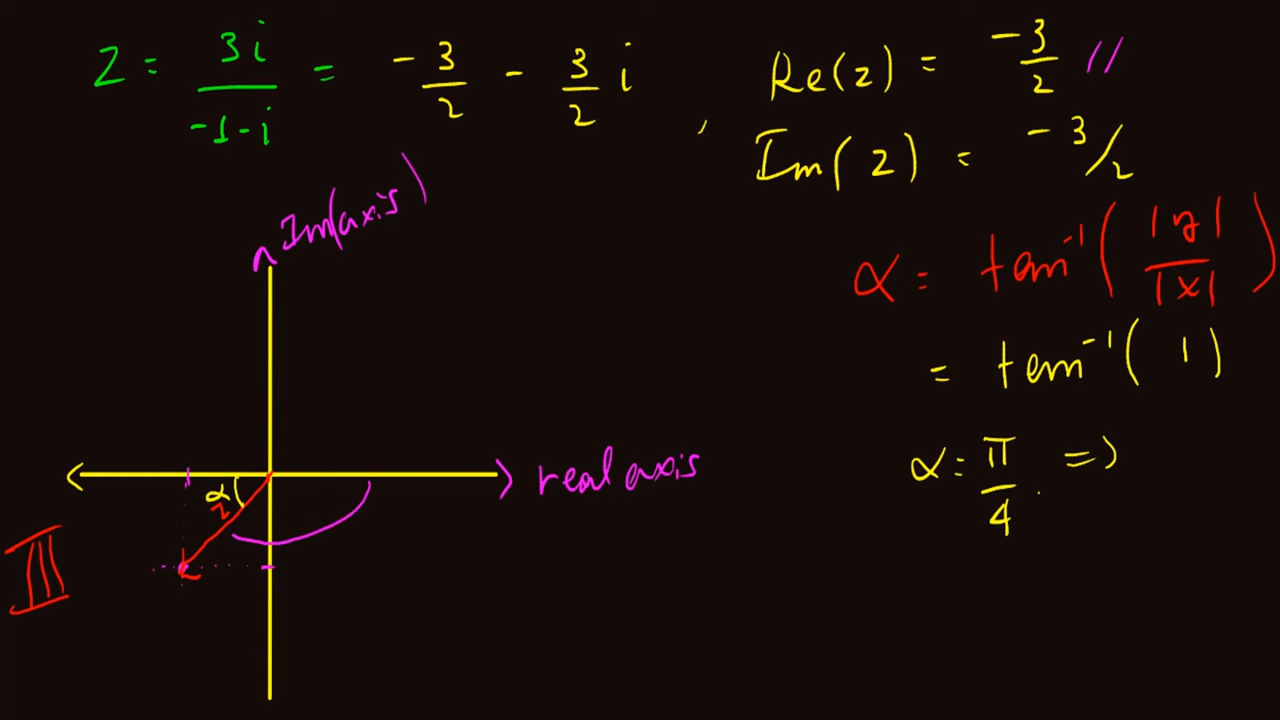 Z = 3i / -1-i = -3/2 - 3/2 i , Re(z) = -3/2 //
Im(z) = -3/2
Im(axis)
α = tan⁻¹( |y| / |x| )
= tan⁻¹( 1 )
α = π/4 =>
real axis
α
z
III